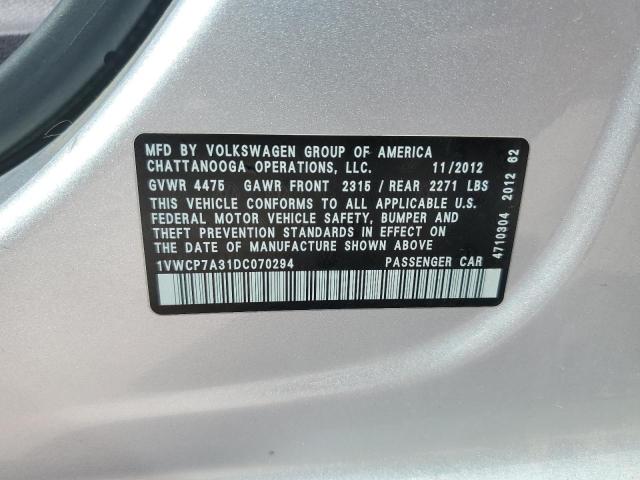 MFD BY VOLKSWAGEN GROUP OF AMERICA
CHATTANOOGA OPERATIONS, LLC. 11/2012
GVWR 4475 GAWR FRONT 2315 / REAR 2271 LBS
THIS VEHICLE CONFORMS TO ALL APPLICABLE U.S.
FEDERAL MOTOR VEHICLE SAFETY, BUMPER AND
THEFT PREVENTION STANDARDS IN EFFECT ON
THE DATE OF MANUFACTURE SHOWN ABOVE
1VWCP7A31DC070294 PASSENGER CAR
4710304 2012 62